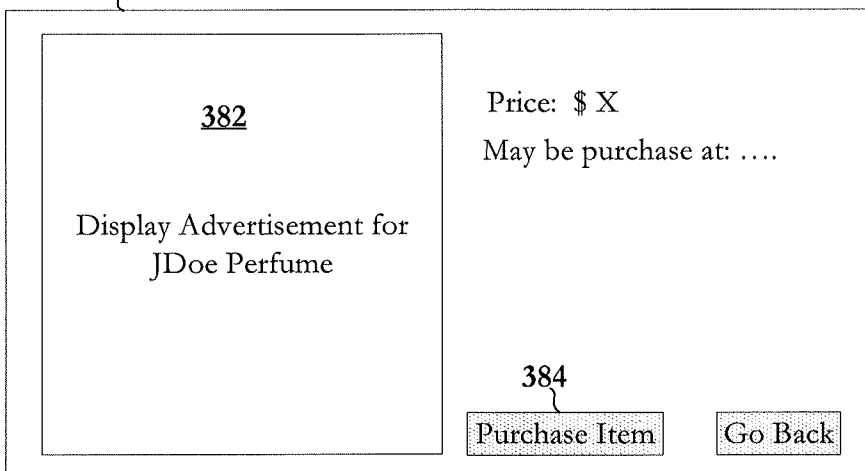 382
Display Advertisement for
JDoe Perfume
Price: $ X
May be purchase at: ….
384
Purchase Item
Go Back